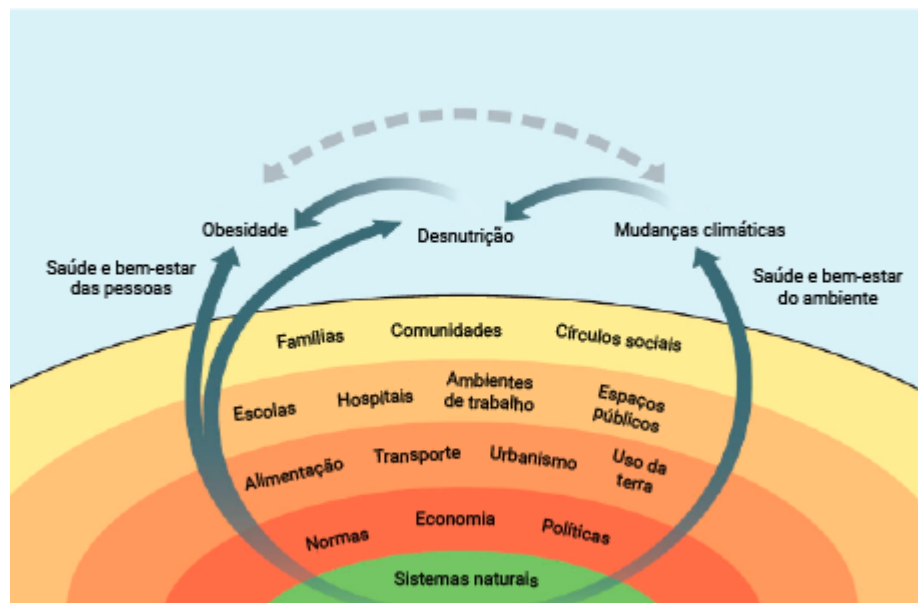 Obesidade
Desnutrição
Mudanças climáticas
Saúde e bem-estar
das pessoas
Saúde e bem-estar
do ambiente
Famílias
Comunidades
Círculos sociais
Escolas
Hospitais
Ambientes
de trabalho
Espaços
públicos
Alimentação
Transporte
Urbanismo
Uso da
terra
Normas
Economia
Políticas
Sistemas naturais